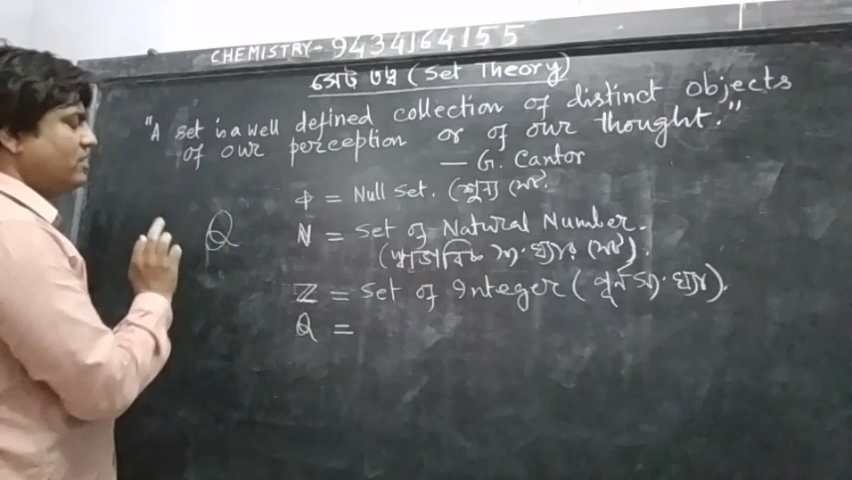 CHEMISTRY- 9434164155
সেট তত্ত্ব (Set Theory)
"A set is a well defined collection of distinct objects
of our perception or of our thought."
— G. Cantor
Φ = Null Set. (শূন্য সেট.
Q
N = Set of Natural Number.
(স্বাভাবিক সংখ্যার সেট).
Z = Set of Integer (পূর্ণসংখ্যার)
Q =